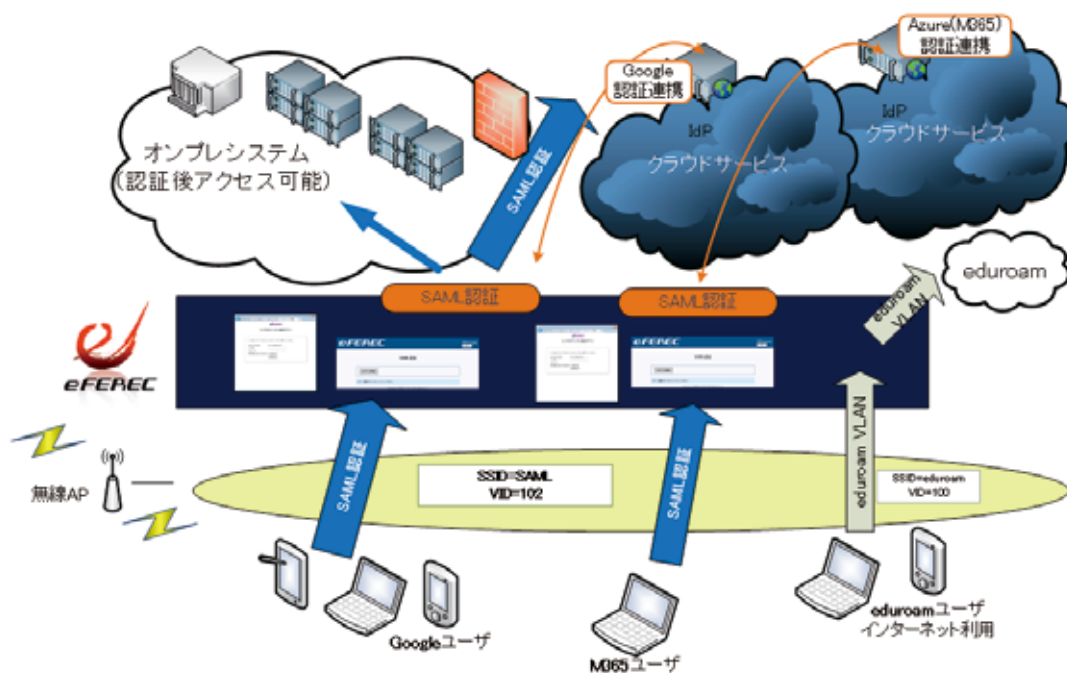 Azure(M365)
認証連携
Google
認証連携
IdP
クラウドサービス
IdP
クラウドサービス
オンプレシステム
(認証後アクセス可能)
SAML認証
eduroam
eduroam
VLAN
SAML認証
SAML認証
eFEREC
eFEREC
eFEREC
SAML認証
SAML認証
eduroam VLAN
無線AP
SSID=SAML
VID=102
SSID=eduroam
VID=100
Googleユーザ
M365ユーザ
eduroamユーザ
インターネット利用